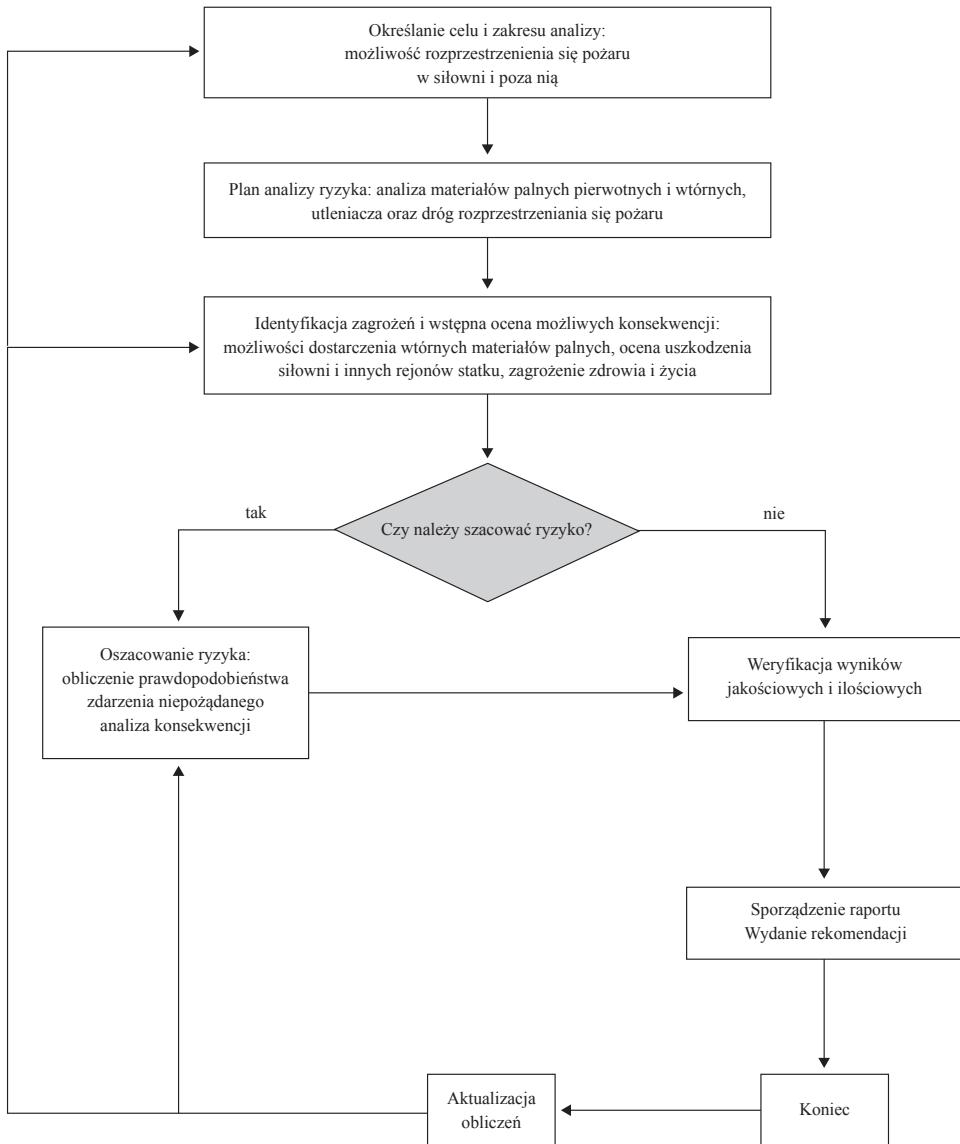 Określanie celu i zakresu analizy:
możliwość rozprzestrzenienia się pożaru
w siłowni i poza nią
Plan analizy ryzyka: analiza materiałów palnych pierwotnych i wtórnych,
utleniacza oraz dróg rozprzestrzeniania się pożaru
Identyfikacja zagrożeń i wstępna ocena możliwych konsekwencji:
możliwości dostarczenia wtórnych materiałów palnych, ocena uszkodzenia
siłowni i innych rejonów statku, zagrożenie zdrowia i życia
tak
Czy należy szacować ryzyko?
nie
Oszacowanie ryzyka:
obliczenie prawdopodobieństwa
zdarzenia niepożądanego
analiza konsekwencji
Weryfikacja wyników
jakościowych i ilościowych
Sporządzenie raportu
Wydanie rekomendacji
Aktualizacja
obliczeń
Koniec